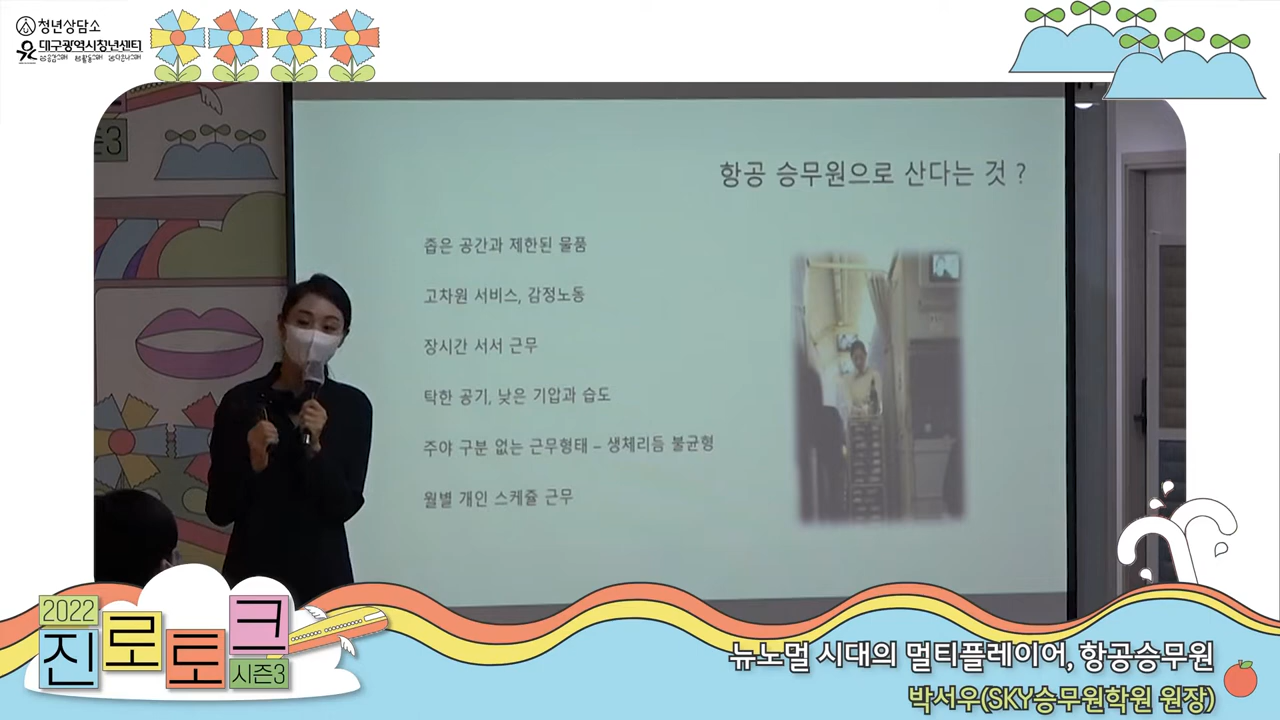 청년상담소
대구광역시청년센터
즌3
항공 승무원으로 산다는 것 ?
좁은 공간과 제한된 물품
고차원 서비스, 감정노동
장시간 서서 근무
탁한 공기, 낮은 기압과 습도
주야 구분 없는 근무형태 – 생체리듬 불균형
월별 개인 스케쥴 근무
2022
진로토크
시즌3
뉴노멀 시대의 멀티플레이어, 항공승무원
박서우(SKY승무원학원 원장)